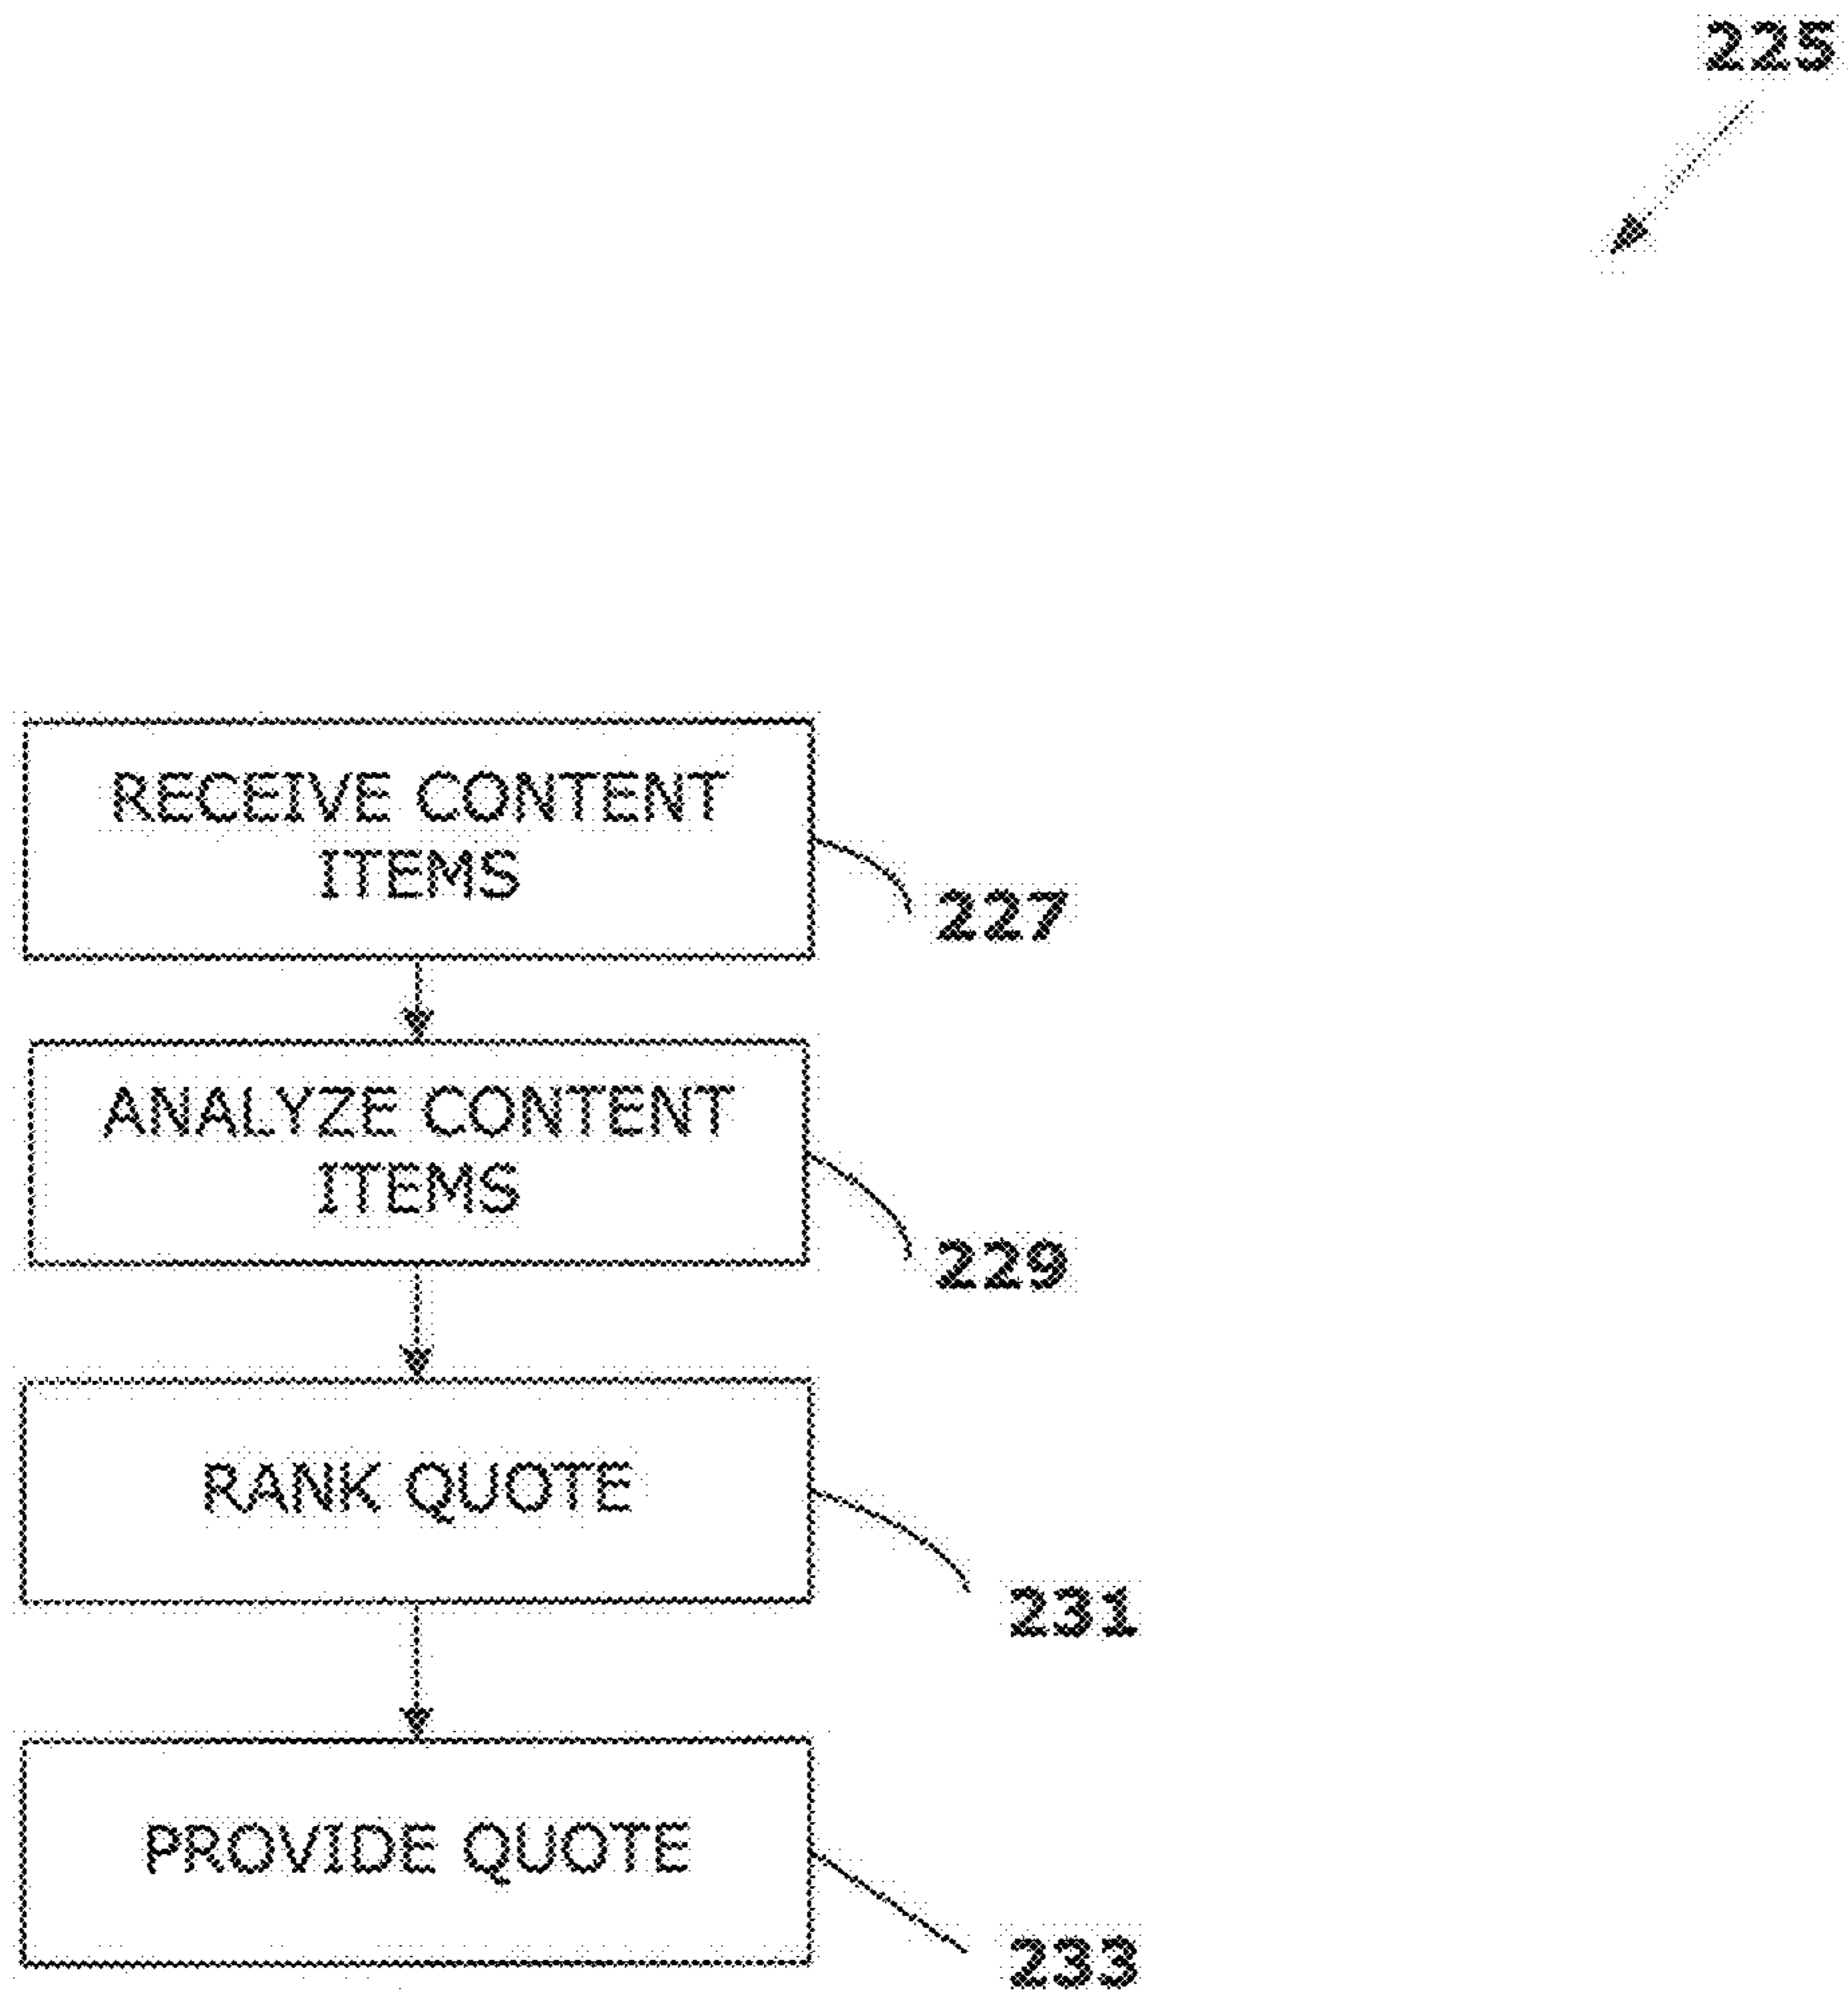 225
RECEIVE CONTENT
ITEMS
227
ANALYZE CONTENT
ITEMS
229
RANK QUOTE
231
PROVIDE QUOTE
233